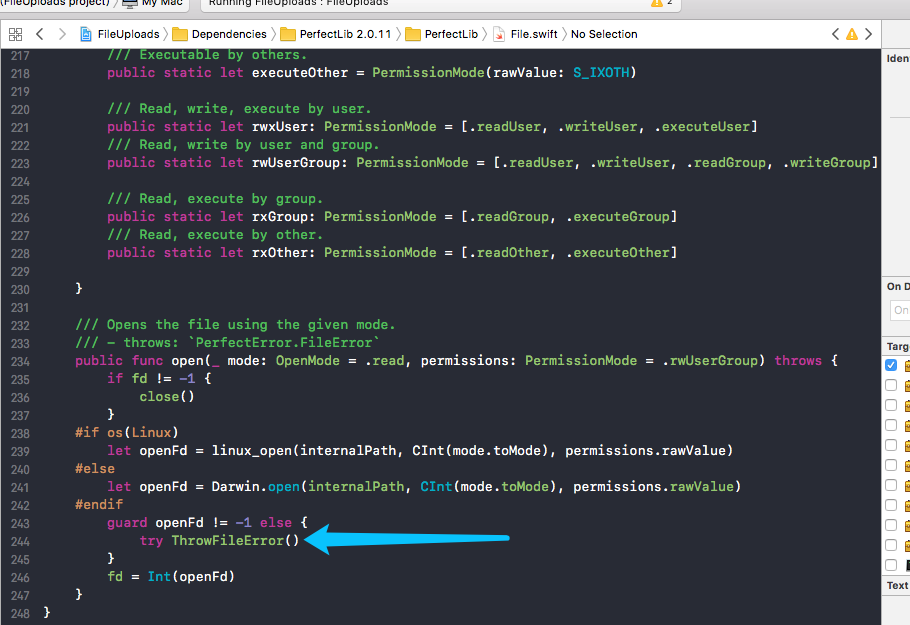 (FileUploads project) My Mac Running FileUploads : FileUploads 2
FileUploads Dependencies PerfectLib 2.0.11 PerfectLib File.swift No Selection
217 /// Executable by others.
218 public static let executeOther = PermissionMode(rawValue: S_IXOTH)
219
220 /// Read, write, execute by user.
221 public static let rwxUser: PermissionMode = [.readUser, .writeUser, .executeUser]
222 /// Read, write by user and group.
223 public static let rwUserGroup: PermissionMode = [.readUser, .writeUser, .readGroup, .writeGroup]
224
225 /// Read, execute by group.
226 public static let rxGroup: PermissionMode = [.readGroup, .executeGroup]
227 /// Read, execute by other.
228 public static let rxOther: PermissionMode = [.readOther, .executeOther]
229
230 }
231
232 /// Opens the file using the given mode.
233 /// - throws: `PerfectError.FileError`
234 public func open(_ mode: OpenMode = .read, permissions: PermissionMode = .rwUserGroup) throws {
235 if fd != -1 {
236 close()
237 }
238 #if os(Linux)
239 let openFd = linux_open(internalPath, CInt(mode.toMode), permissions.rawValue)
240 #else
241 let openFd = Darwin.open(internalPath, CInt(mode.toMode), permissions.rawValue)
242 #endif
243 guard openFd != -1 else {
244 try ThrowFileError()
245 }
246 fd = Int(openFd)
247 }
248 }
Iden
On D
On
Targ
Text